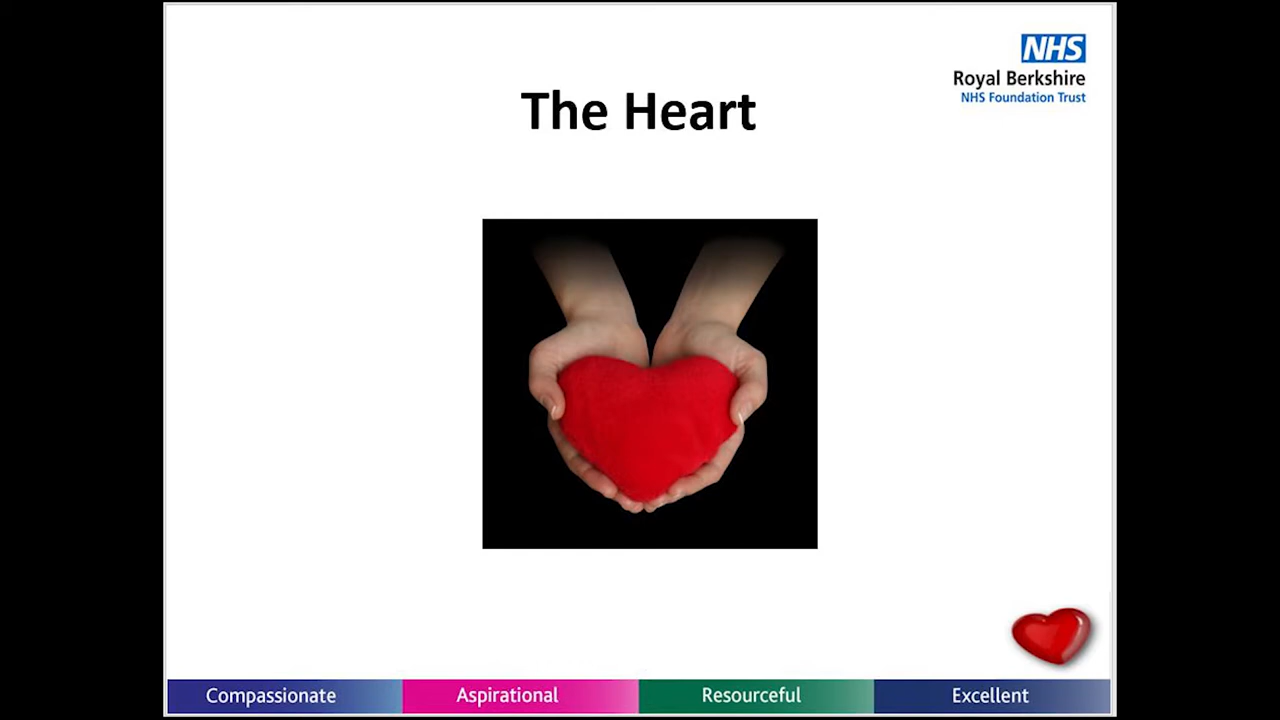 NHS
Royal Berkshire
NHS Foundation Trust
The Heart
Compassionate
Aspirational
Resourceful
Excellent